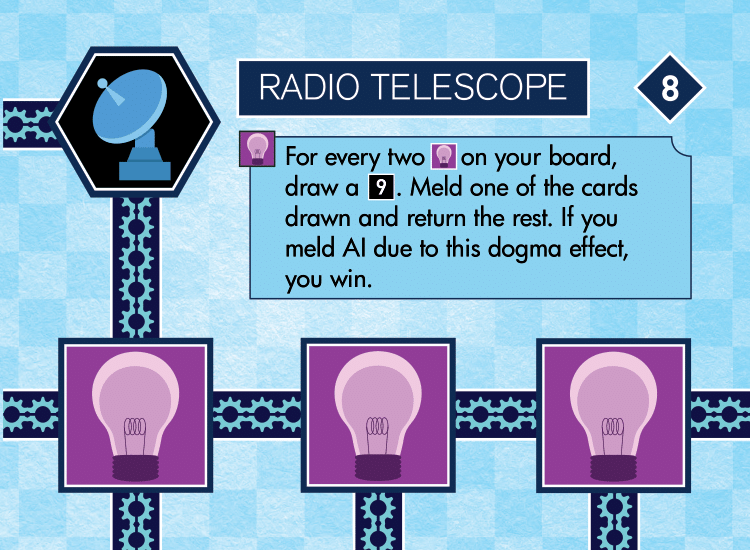 RADIO TELESCOPE
8
For every two on your board,
draw a 9. Meld one of the cards
drawn and return the rest. If you
meld AI due to this dogma effect,
you win.